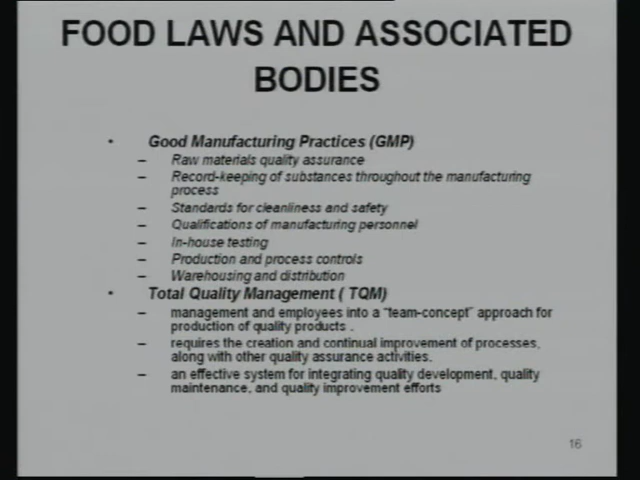 FOOD LAWS AND ASSOCIATED
BODIES
• Good Manufacturing Practices (GMP)
– Raw materials quality assurance
– Record-keeping of substances throughout the manufacturing
process
– Standards for cleanliness and safety
– Qualifications of manufacturing personnel
– In-house testing
– Production and process controls
– Warehousing and distribution
• Total Quality Management ( TQM)
– management and employees into a "team-concept" approach for
production of quality products .
– requires the creation and continual improvement of processes,
along with other quality assurance activities.
– an effective system for integrating quality development, quality
maintenance, and quality improvement efforts
16